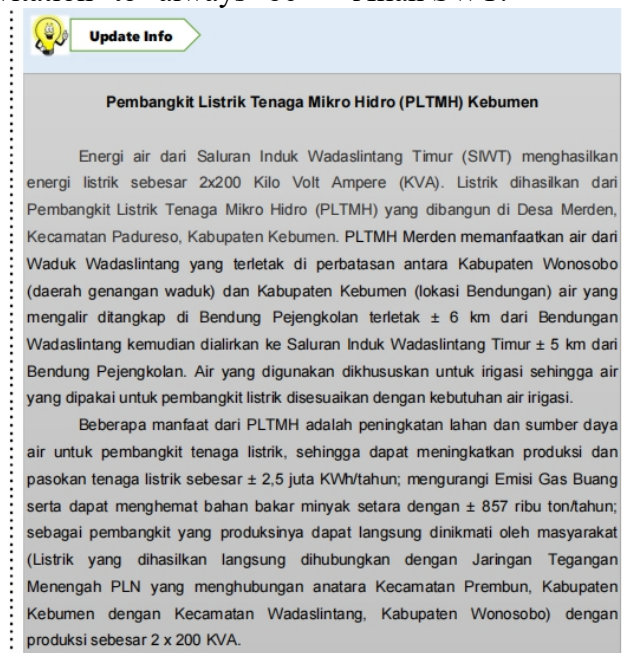 to always be
Allah SWT.
Update Info
Pembangkit Listrik Tenaga Mikro Hidro (PLTMH) Kebumen
Energi air dari Saluran Induk Wadaslintang Timur (SIWT) menghasilkan
energi listrik sebesar 2x200 Kilo Volt Ampere (KVA). Listrik dihasilkan dari
Pembangkit Listrik Tenaga Mikro Hidro (PLTMH) yang dibangun di Desa Merden,
Kecamatan Padureso, Kabupaten Kebumen. PLTMH Merden memanfaatkan air dari
Waduk Wadaslintang yang terletak di perbatasan antara Kabupaten Wonosobo
(daerah genangan waduk) dan Kabupaten Kebumen (lokasi Bendungan) air yang
mengalir ditangkap di Bendung Pejengkolan terletak ± 6 km dari Bendungan
Wadaslintang kemudian dialirkan ke Saluran Induk Wadaslintang Timur ± 5 km dari
Bendung Pejengkolan. Air yang digunakan dikhususkan untuk irigasi sehingga air
yang dipakai untuk pembangkit listrik disesuaikan dengan kebutuhan air irigasi.
Beberapa manfaat dari PLTMH adalah peningkatan lahan dan sumber daya
air untuk pembangkit tenaga listrik, sehingga dapat meningkatkan produksi dan
pasokan tenaga listrik sebesar ± 2,5 juta KWh/tahun; mengurangi Emisi Gas Buang
serta dapat menghemat bahan bakar minyak setara dengan ± 857 ribu ton/tahun;
sebagai pembangkit yang produksinya dapat langsung dinikmati oleh masyarakat
(Listrik yang dihasilkan langsung dihubungkan dengan Jaringan Tegangan
Menengah PLN yang menghubungan anatara Kecamatan Prembun, Kabupaten
Kebumen dengan Kecamatan Wadaslintang, Kabupaten Wonosobo) dengan
produksi sebesar 2 x 200 KVA.